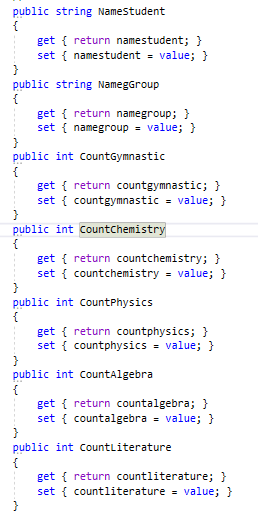 public string NameStudent
{
get { return namestudent; }
set { namestudent = value; }
}
public string NamegGroup
{
get { return namegroup; }
set { namegroup = value; }
}
public int CountGymnastic
{
get { return countgymnastic; }
set { countgymnastic = value; }
}
public int CountChemistry
{
get { return countchemistry; }
set { countchemistry = value; }
}
public int CountPhysics
{
get { return countphysics; }
set { countphysics = value; }
}
public int CountAlgebra
{
get { return countalgebra; }
set { countalgebra = value; }
}
public int CountLiterature
{
get { return countliterature; }
set { countliterature = value; }
}